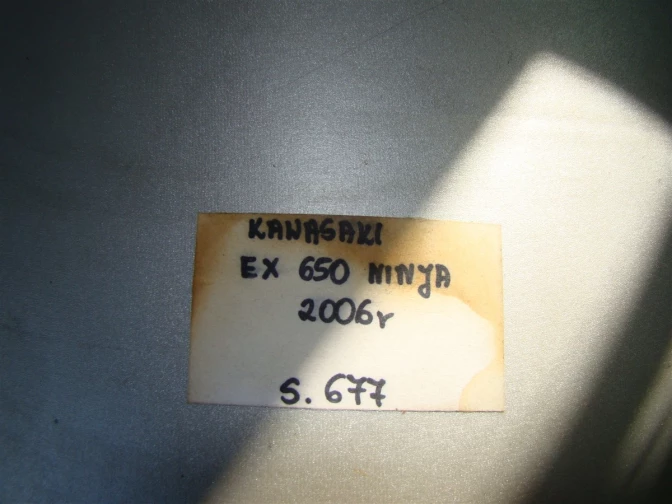 KAWASAKI
EX 650 NINJA
2006r
S. 677